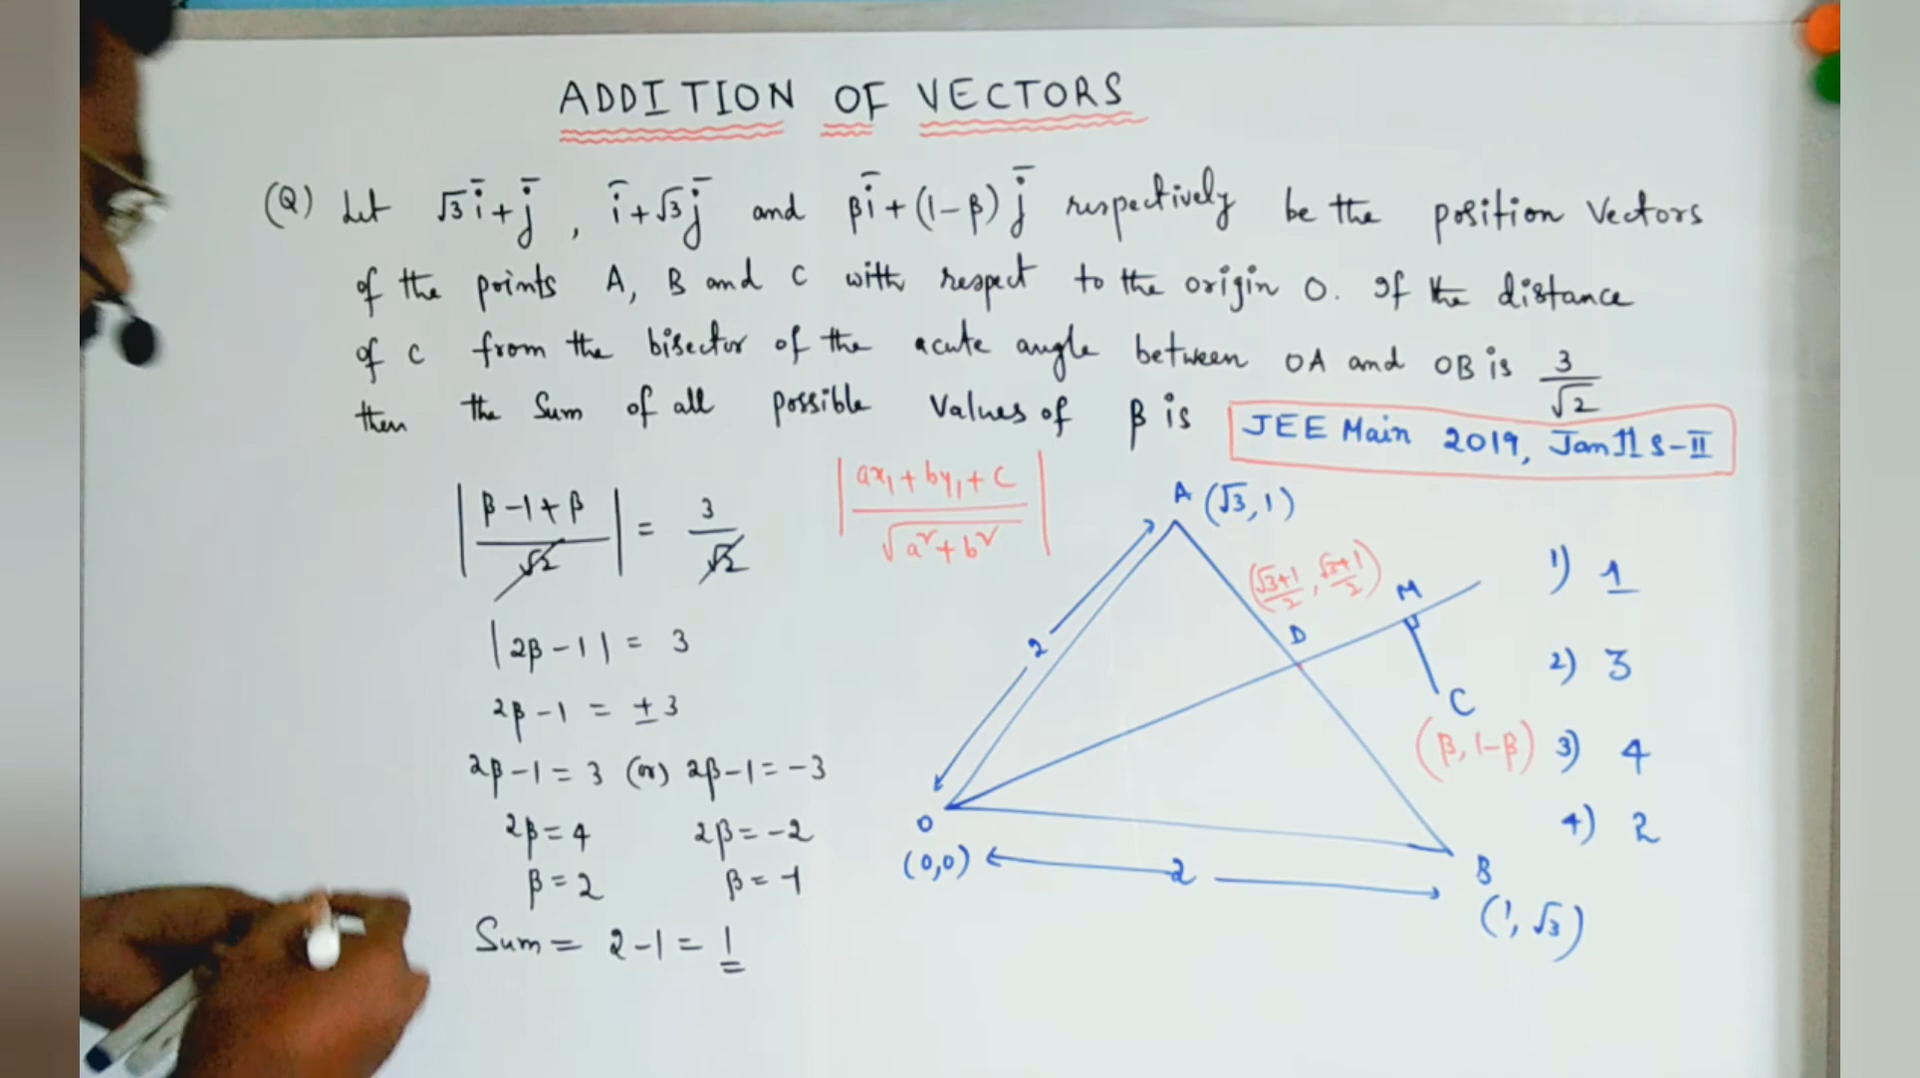 ADDITION OF VECTORS
(Q) Let √3 i̅ + j̅ , i̅ + √3 j̅ and β i̅ + (1-β) j̅ respectively be the position Vectors
of the points A, B and C with respect to the origin O. If the distance
of C from the bisector of the acute angle between OA and OB is 3/√2
then the Sum of all possible Values of β is
JEE Main 2019, Jan 11 S-II
|β-1+β / √2| = 3/√2
|ax₁+by₁+c / √a²+b²|
|2β-1| = 3
2β-1 = ±3
2β-1=3 (or) 2β-1=-3
2β=4 2β=-2
β=2 β=-1
Sum = 2-1 = 1
A (√3, 1)
(√3+1/2, √3+1/2)
M
D
2
C
(β, 1-β)
O
(0,0)
2
B
(1, √3)
1) 1
2) 3
3) 4
4) 2